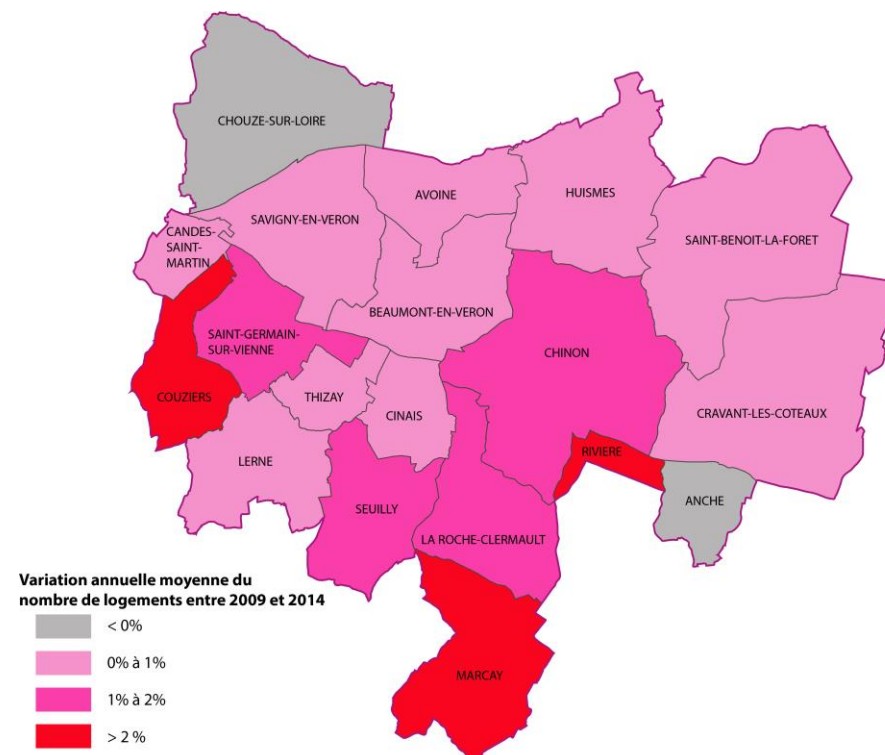 CHOUZE-SUR-LOIRE
AVOINE
HUISMES
SAVIGNY-EN-VERON
CANDES-
SAINT-
MARTIN
SAINT-BENOIT-LA-FORET
BEAUMONT-EN-VERON
SAINT-GERMAIN-
SUR-VIENNE
CHINON
COUZIERS
THIZAY
CINAIS
CRAVANT-LES-COTEAUX
LERNE
RIVIERE
SEUILLY
ANCHE
LA ROCHE-CLERMAULT
MARCAY
Variation annuelle moyenne du
nombre de logements entre 2009 et 2014
< 0%
0% à 1%
1% à 2%
> 2 %